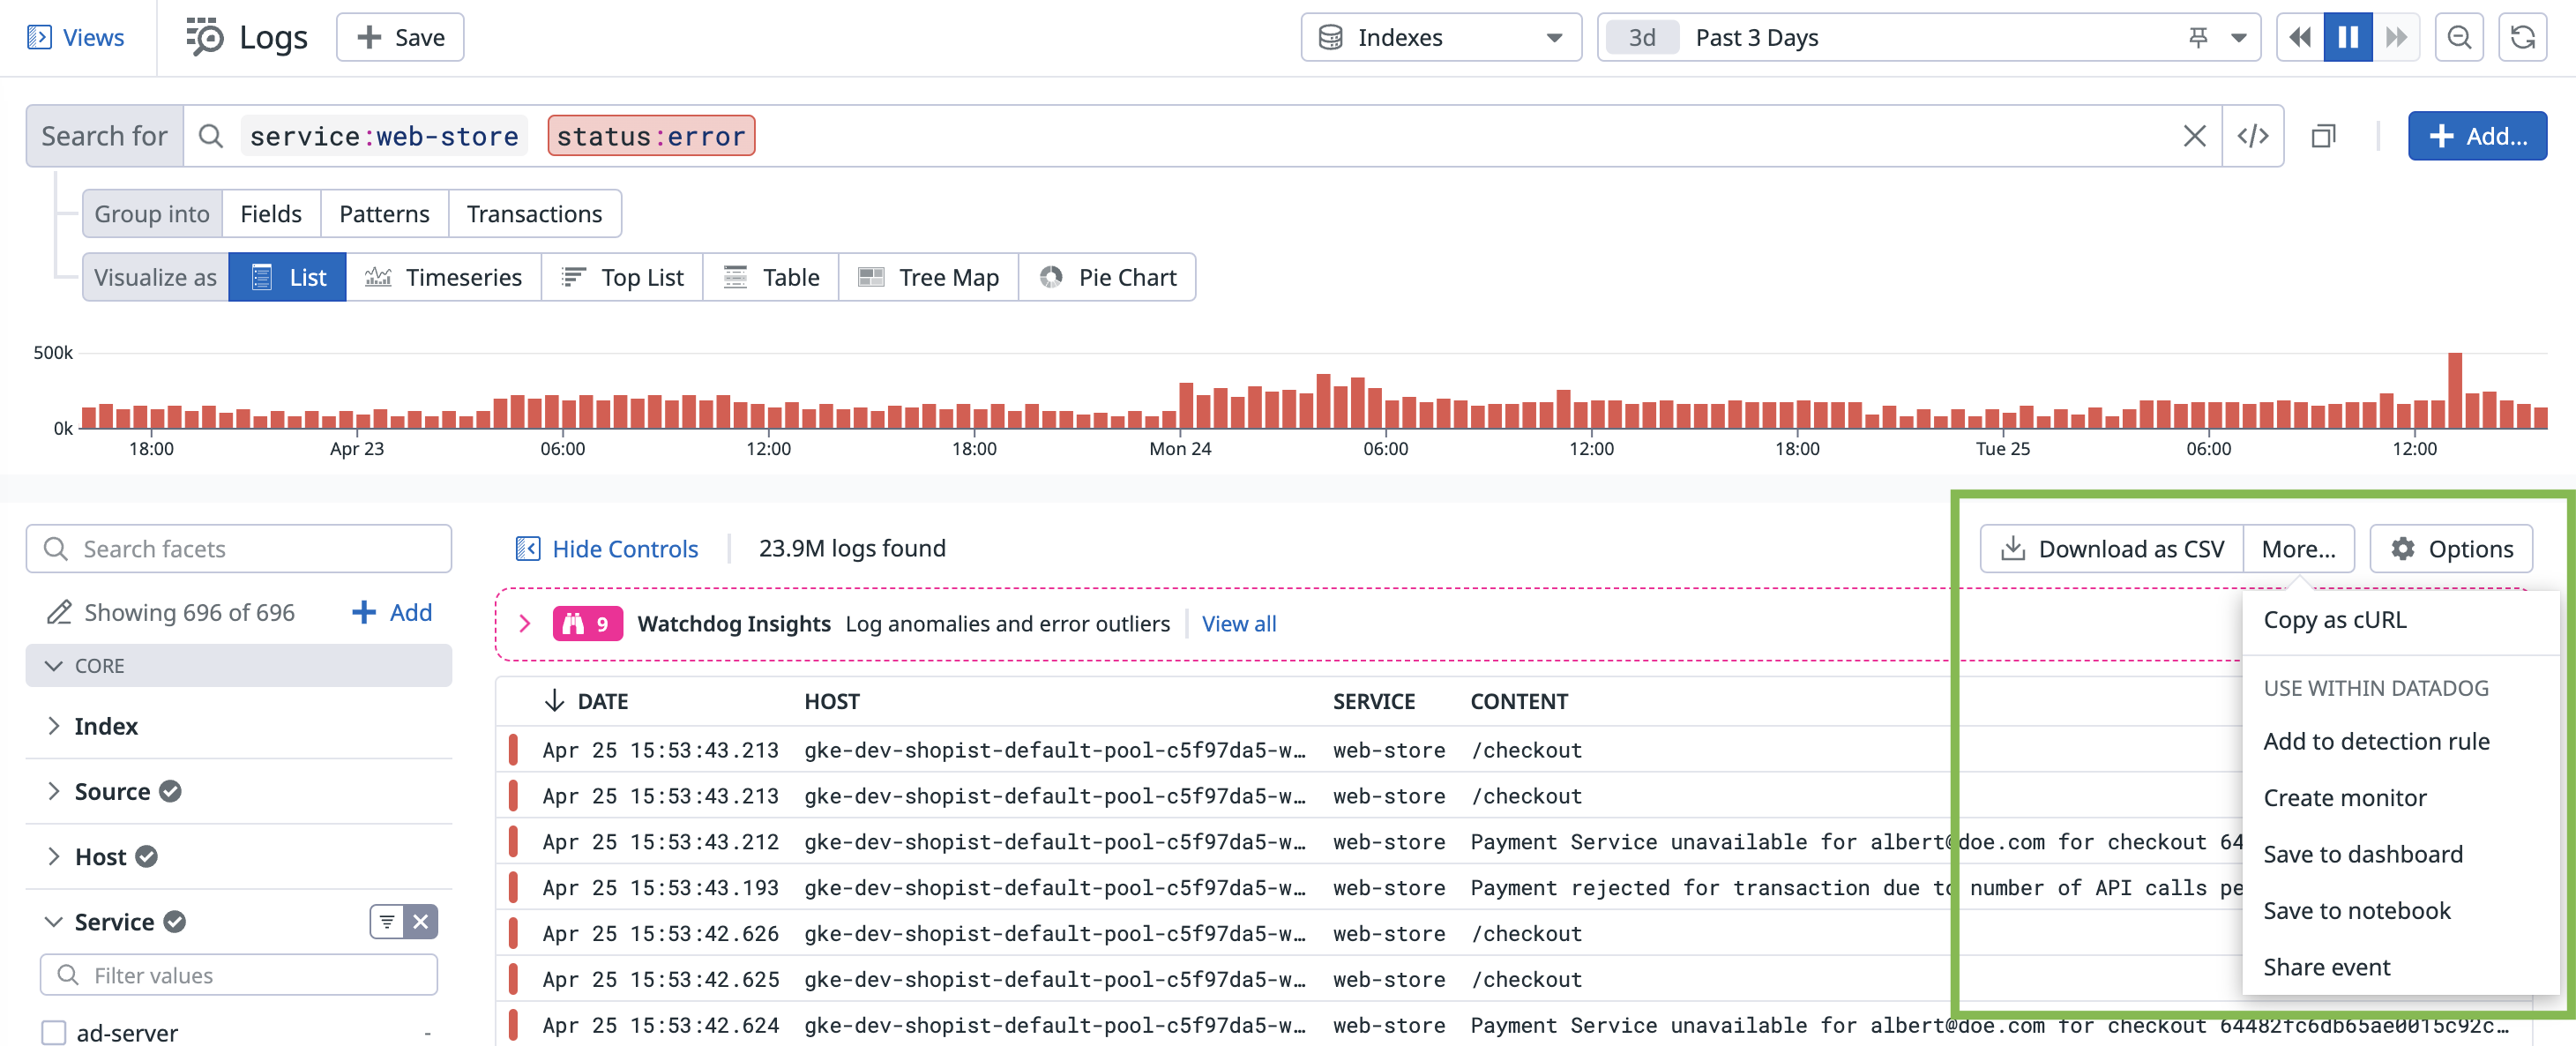 Views Logs + Save Indexes 3d Past 3 Days
Search for service:web-store status:error </> + Add...
Group into Fields Patterns Transactions
Visualize as List Timeseries Top List Table Tree Map Pie Chart
500k
0k
18:00 Apr 23 06:00 12:00 18:00 Mon 24 06:00 12:00 18:00 Tue 25 06:00 12:00
Search facets
Hide Controls 23.9M logs found Download as CSV More... Options
Showing 696 of 696 + Add
9 Watchdog Insights Log anomalies and error outliers View all
Copy as cURL
USE WITHIN DATADOG
Add to detection rule
Create monitor
Save to dashboard
Save to notebook
Share event
CORE
Index
Source
Host
Service
Filter values
ad-server -
DATE HOST SERVICE CONTENT
Apr 25 15:53:43.213 gke-dev-shopist-default-pool-c5f97da5-w… web-store /checkout
Apr 25 15:53:43.213 gke-dev-shopist-default-pool-c5f97da5-w… web-store /checkout
Apr 25 15:53:43.212 gke-dev-shopist-default-pool-c5f97da5-w… web-store Payment Service unavailable for albert@doe.com for checkout 64
Apr 25 15:53:43.193 gke-dev-shopist-default-pool-c5f97da5-w… web-store Payment rejected for transaction due to number of API calls pe
Apr 25 15:53:42.626 gke-dev-shopist-default-pool-c5f97da5-w… web-store /checkout
Apr 25 15:53:42.625 gke-dev-shopist-default-pool-c5f97da5-w… web-store /checkout
Apr 25 15:53:42.624 gke-dev-shopist-default-pool-c5f97da5-w… web-store Payment Service unavailable for albert@doe.com for checkout 64482fc6db65ae0015c92c…